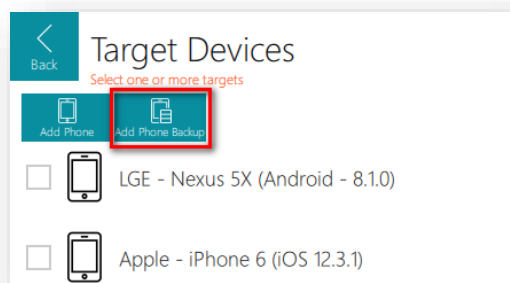 Back
Target Devices
Select one or more targets
Add Phone
Add Phone Backup
LGE - Nexus 5X (Android - 8.1.0)
Apple - iPhone 6 (iOS 12.3.1)